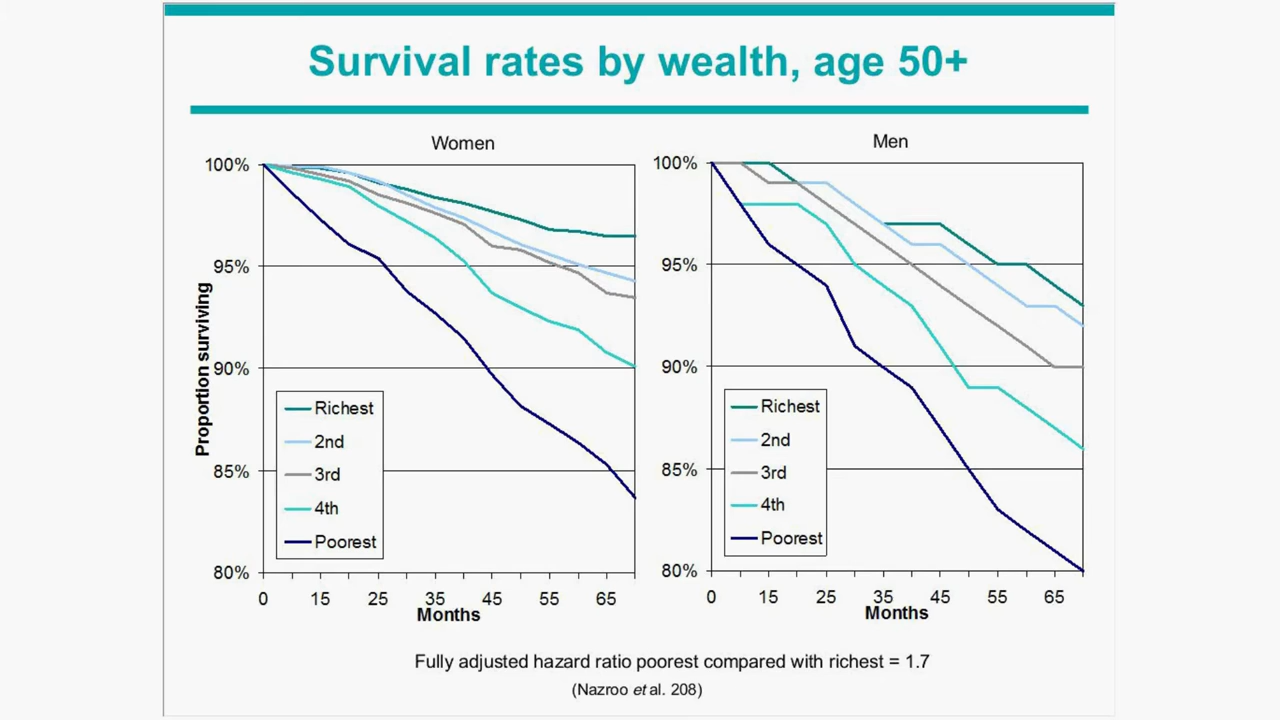 Survival rates by wealth, age 50+
Women
Proportion surviving
100%
95%
90%
85%
80%
Richest
2nd
3rd
4th
Poorest
0 15 25 35 45 55 65
Months
Men
100%
95%
90%
85%
80%
Richest
2nd
3rd
4th
Poorest
0 15 25 35 45 55 65
Months
Fully adjusted hazard ratio poorest compared with richest = 1.7
(Nazroo et al. 208)